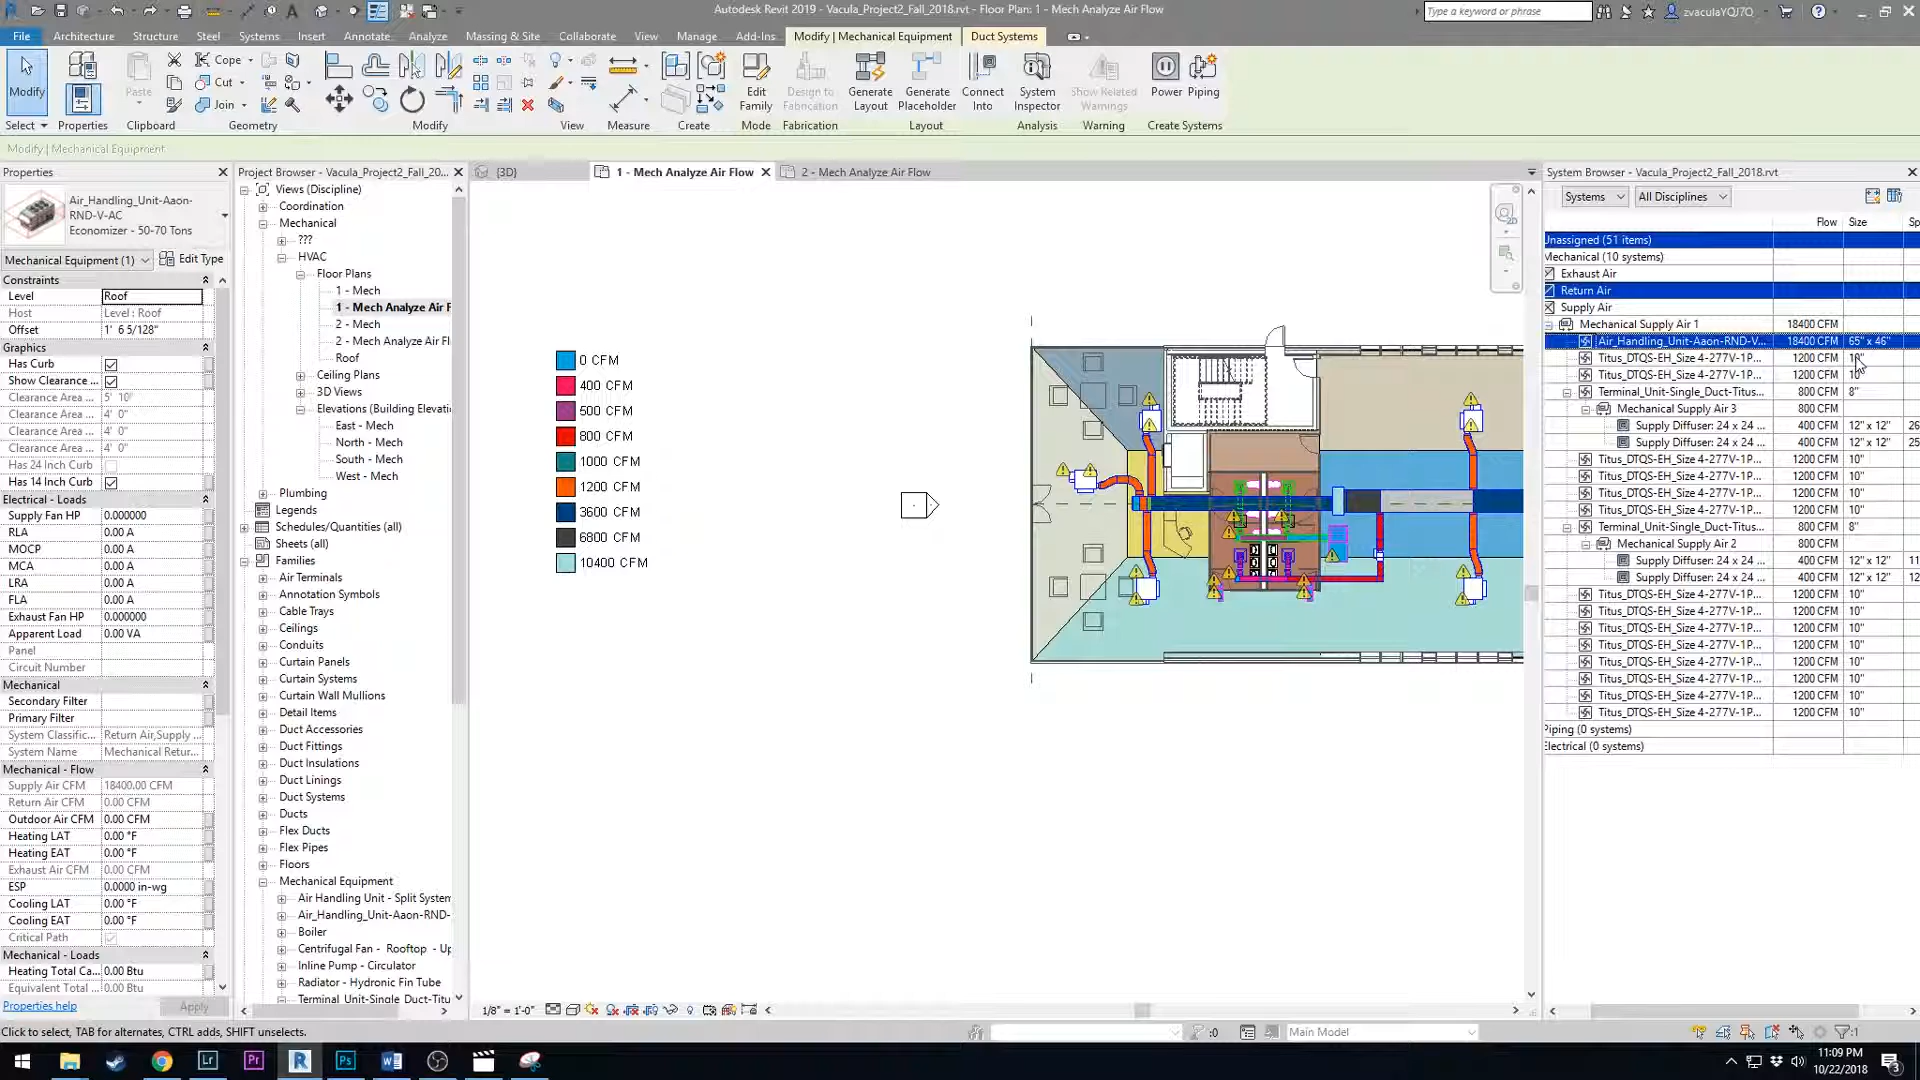 Autodesk Revit 2019 - Vacula_Project2_Fall_2018.rvt - Floor Plan: 1 - Mech Analyze Air Flow
Type a keyword or phrase
zvaculaYQJ7Q
File Architecture Structure Steel Systems Insert Annotate Analyze Massing & Site Collaborate View Manage Add-Ins Modify | Mechanical Equipment Duct Systems
Modify
Paste
Cope
Cut
Join
Edit Family
Design to Fabrication
Generate Layout
Generate Placeholder
Connect Into
System Inspector
Show Related Warnings
Power
Piping
Select Properties Clipboard Geometry Modify View Measure Create Mode Fabrication Layout Analysis Warning Create Systems
Modify | Mechanical Equipment
Properties
Air_Handling_Unit-Aaon-
RND-V-AC
Economizer - 50-70 Tons
Mechanical Equipment (1)
Edit Type
Constraints
Level Roof
Host Level : Roof
Offset 1' 6 5/128"
Graphics
Has Curb
Show Clearance ...
Clearance Area ... 5' 10"
Clearance Area ... 4' 0"
Clearance Area ... 4' 0"
Clearance Area ... 4' 0"
Has 24 Inch Curb
Has 14 Inch Curb
Electrical - Loads
Supply Fan HP 0.000000
RLA 0.00 A
MOCP 0.00 A
MCA 0.00 A
LRA 0.00 A
FLA 0.00 A
Exhaust Fan HP 0.000000
Apparent Load 0.00 VA
Panel
Circuit Number
Mechanical
Secondary Filter
Primary Filter
System Classific... Return Air,Supply ...
System Name Mechanical Retur...
Mechanical - Flow
Supply Air CFM 18400.00 CFM
Return Air CFM 0.00 CFM
Outdoor Air CFM 0.00 CFM
Heating LAT 0.00 °F
Heating EAT 0.00 °F
Exhaust Air CFM 0.00 CFM
ESP 0.0000 in-wg
Cooling LAT 0.00 °F
Cooling EAT 0.00 °F
Critical Path
Mechanical - Loads
Heating Total Ca... 0.00 Btu
Equivalent Total ... 0.00 Btu
Properties help
Apply
Project Browser - Vacula_Project2_Fall_20...
Views (Discipline)
Coordination
Mechanical
???
HVAC
Floor Plans
1 - Mech
1 - Mech Analyze Air F
2 - Mech
2 - Mech Analyze Air Fl
Roof
Ceiling Plans
3D Views
Elevations (Building Elevati
East - Mech
North - Mech
South - Mech
West - Mech
Plumbing
Legends
Schedules/Quantities (all)
Sheets (all)
Families
Air Terminals
Annotation Symbols
Cable Trays
Ceilings
Conduits
Curtain Panels
Curtain Systems
Curtain Wall Mullions
Detail Items
Duct Accessories
Duct Fittings
Duct Insulations
Duct Linings
Duct Systems
Ducts
Flex Ducts
Flex Pipes
Floors
Mechanical Equipment
Air Handling Unit - Split System
Air_Handling_Unit-Aaon-RND-
Boiler
Centrifugal Fan - Rooftop - Up
Inline Pump - Circulator
Radiator - Hydronic Fin Tube
Terminal_Unit-Single_Duct-Titu
{3D}
1 - Mech Analyze Air Flow
2 - Mech Analyze Air Flow
0 CFM
400 CFM
500 CFM
800 CFM
1000 CFM
1200 CFM
3600 CFM
6800 CFM
10400 CFM
1/8" = 1'-0"
System Browser - Vacula_Project2_Fall_2018.rvt
Systems All Disciplines
Flow Size Sp
Unassigned (51 items)
Mechanical (10 systems)
Exhaust Air
Return Air
Supply Air
Mechanical Supply Air 1 18400 CFM
Air_Handling_Unit-Aaon-RND-V... 18400 CFM 65" x 46"
Titus_DTQS-EH_Size 4-277V-1P... 1200 CFM 10"
Titus_DTQS-EH_Size 4-277V-1P... 1200 CFM 10"
Terminal_Unit-Single_Duct-Titus... 800 CFM 8"
Mechanical Supply Air 3 800 CFM
Supply Diffuser: 24 x 24 ... 400 CFM 12" x 12" 26
Supply Diffuser: 24 x 24 ... 400 CFM 12" x 12" 25
Titus_DTQS-EH_Size 4-277V-1P... 1200 CFM 10"
Titus_DTQS-EH_Size 4-277V-1P... 1200 CFM 10"
Titus_DTQS-EH_Size 4-277V-1P... 1200 CFM 10"
Titus_DTQS-EH_Size 4-277V-1P... 1200 CFM 10"
Terminal_Unit-Single_Duct-Titus... 800 CFM 8"
Mechanical Supply Air 2 800 CFM
Supply Diffuser: 24 x 24 ... 400 CFM 12" x 12" 11
Supply Diffuser: 24 x 24 ... 400 CFM 12" x 12" 12
Titus_DTQS-EH_Size 4-277V-1P... 1200 CFM 10"
Titus_DTQS-EH_Size 4-277V-1P... 1200 CFM 10"
Titus_DTQS-EH_Size 4-277V-1P... 1200 CFM 10"
Titus_DTQS-EH_Size 4-277V-1P... 1200 CFM 10"
Titus_DTQS-EH_Size 4-277V-1P... 1200 CFM 10"
Titus_DTQS-EH_Size 4-277V-1P... 1200 CFM 10"
Titus_DTQS-EH_Size 4-277V-1P... 1200 CFM 10"
Titus_DTQS-EH_Size 4-277V-1P... 1200 CFM 10"
Piping (0 systems)
Electrical (0 systems)
Click to select, TAB for alternates, CTRL adds, SHIFT unselects.
:0
Main Model
:1
11:09 PM
10/22/2018
3